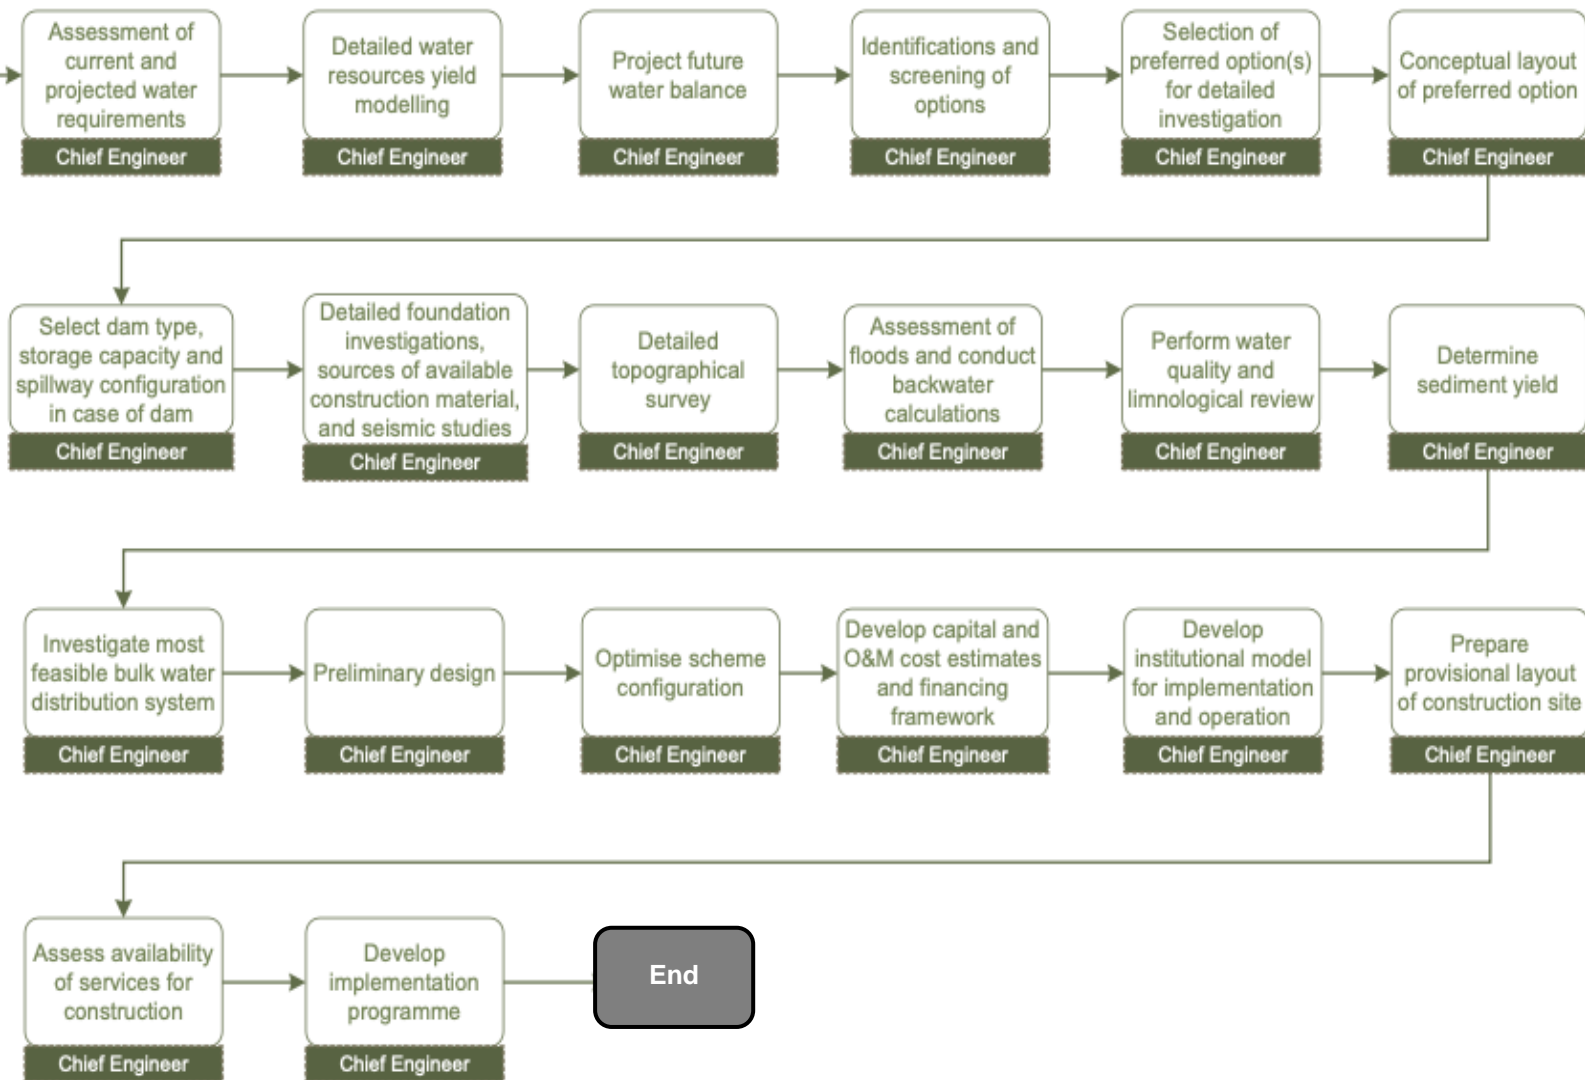 Assessment of
current and
projected water
requirements
Chief Engineer
Detailed water
resources yield
modelling
Chief Engineer
Project future
water balance
Chief Engineer
Identifications and
screening of
options
Chief Engineer
Selection of
preferred option(s)
for detailed
investigation
Chief Engineer
Conceptual layout
of preferred option
Chief Engineer
Select dam type,
storage capacity and
spillway configuration
in case of dam
Chief Engineer
Detailed foundation
investigations,
sources of available
construction material,
and seismic studies
Chief Engineer
Detailed
topographical
survey
Chief Engineer
Assessment of
floods and conduct
backwater
calculations
Chief Engineer
Perform water
quality and
limnological review
Chief Engineer
Determine
sediment yield
Chief Engineer
Investigate most
feasible bulk water
distribution system
Chief Engineer
Preliminary design
Chief Engineer
Optimise scheme
configuration
Chief Engineer
Develop capital and
O&M cost estimates
and financing
framework
Chief Engineer
Develop
institutional model
for implementation
and operation
Chief Engineer
Prepare
provisional layout
of construction site
Chief Engineer
Assess availability
of services for
construction
Chief Engineer
Develop
implementation
programme
Chief Engineer
End